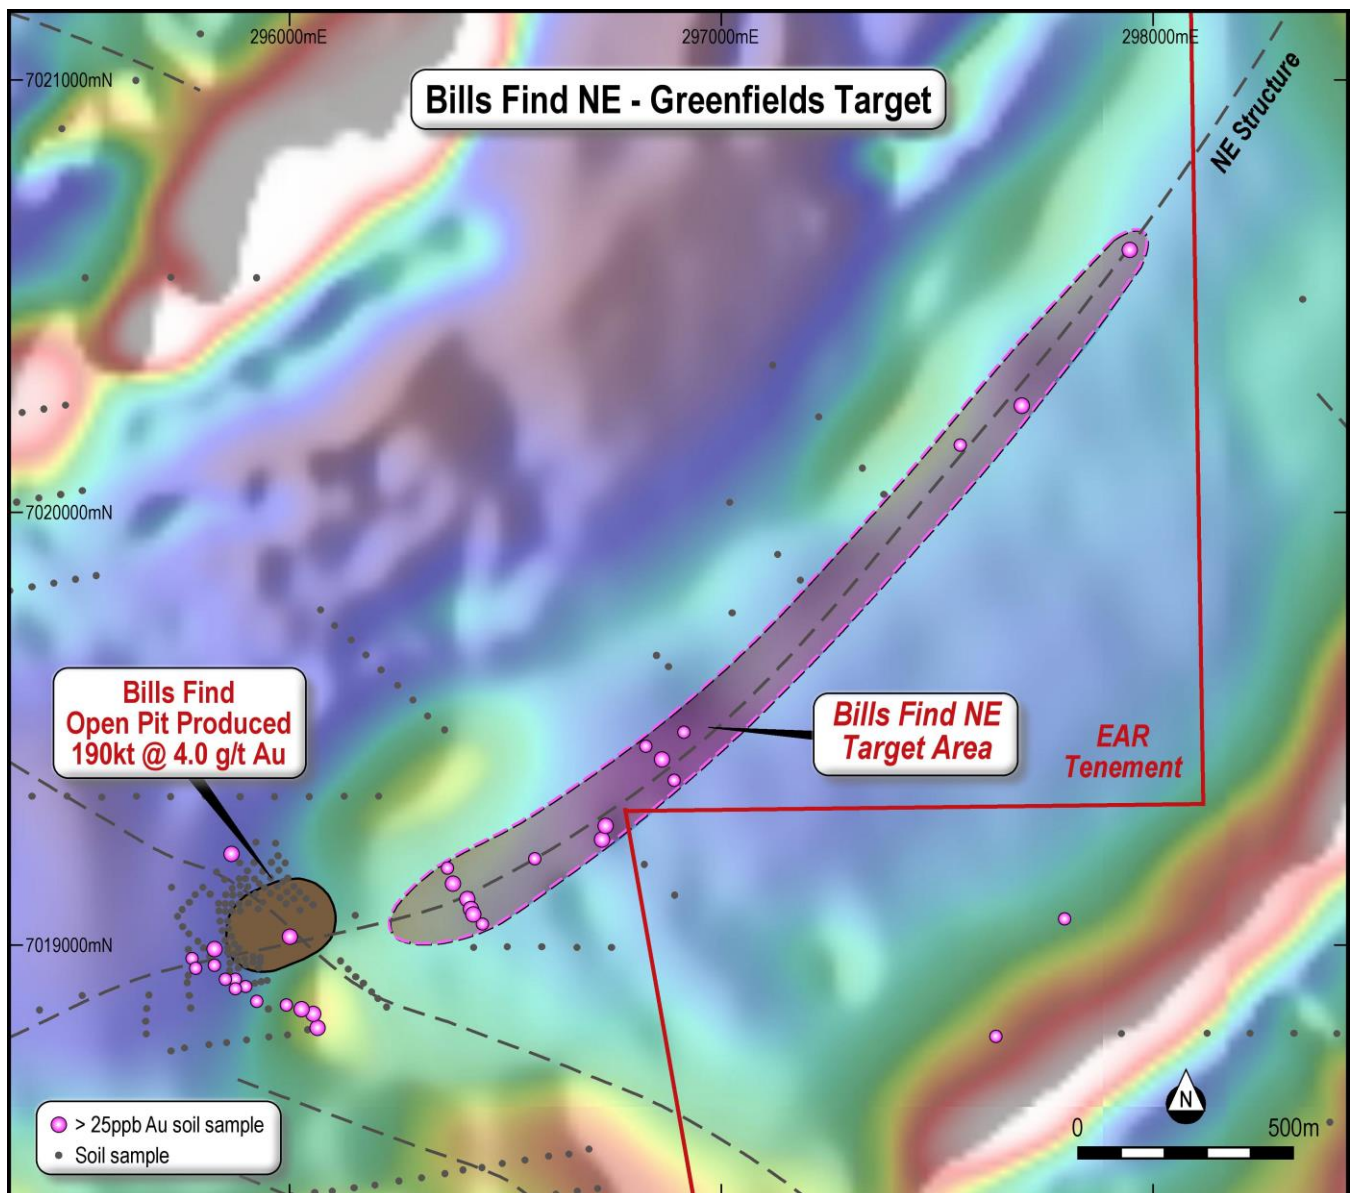 296000mE
297000mE
298000mE
7021000mN
Bills Find NE - Greenfields Target
NE Structure
7020000mN
Bills Find
Open Pit Produced
190kt @ 4.0 g/t Au
Bills Find NE
Target Area
EAR
Tenement
7019000mN
> 25ppb Au soil sample
Soil sample
N
0
500m